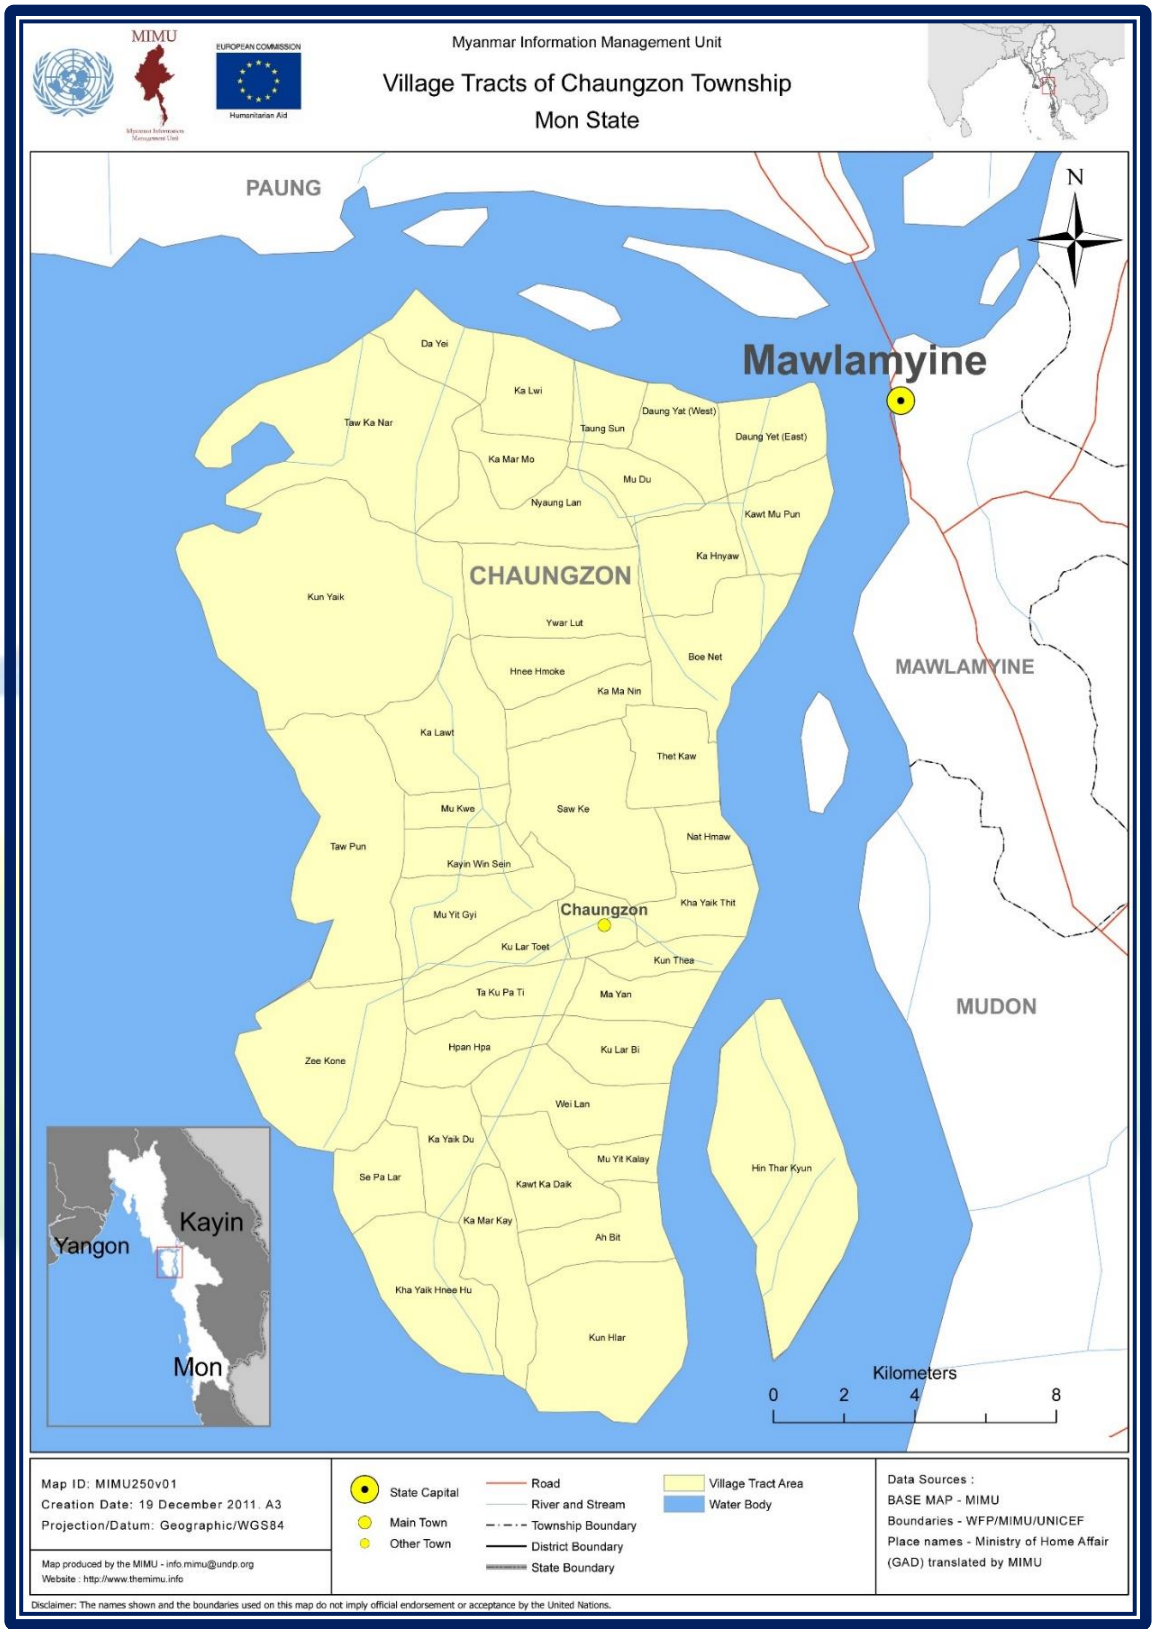 MIMU
Myanmar Information
Management Unit
EUROPEAN COMMISSION
Humanitarian Aid
Myanmar Information Management Unit
Village Tracts of Chaungzon Township
Mon State
PAUNG
N
Mawlamyine
Da Yei
Ka Lwi
Daung Yat (West)
Taw Ka Nar
Taung Sun
Daung Yet (East)
Ka Mar Mo
Mu Du
Nyaung Lan
Kawt Mu Pun
Ka Hnyaw
CHAUNGZON
Kun Yaik
Ywar Lut
Boe Net
MAWLAMYINE
Hnee Hmoke
Ka Ma Nin
Ka Lawt
Thet Kaw
Mu Kwe
Saw Ke
Nat Hmaw
Taw Pun
Kayin Win Sein
Kha Yaik Thit
Chaungzon
Mu Yit Gyi
Ku Lar Toet
Kun Thea
Ta Ku Pa Ti
Ma Yan
MUDON
Hpan Hpa
Ku Lar Bi
Zee Kone
Wei Lan
Ka Yaik Du
Mu Yit Kalay
Hin Thar Kyun
Se Pa Lar
Kawt Ka Daik
Ka Mar Kay
Ah Bit
Kha Yaik Hnee Hu
Kun Hlar
Kayin
Yangon
Mon
Kilometers
0 2 4 8
Map ID: MIMU250v01
Creation Date: 19 December 2011. A3
Projection/Datum: Geographic/WGS84
Map produced by the MIMU - info.mimu@undp.org
Website : http://www.themimu.info
State Capital
Main Town
Other Town
Road
River and Stream
Township Boundary
District Boundary
State Boundary
Village Tract Area
Water Body
Data Sources :
BASE MAP - MIMU
Boundaries - WFP/MIMU/UNICEF
Place names - Ministry of Home Affair
(GAD) translated by MIMU
Disclaimer: The names shown and the boundaries used on this map do not imply official endorsement or acceptance by the United Nations.